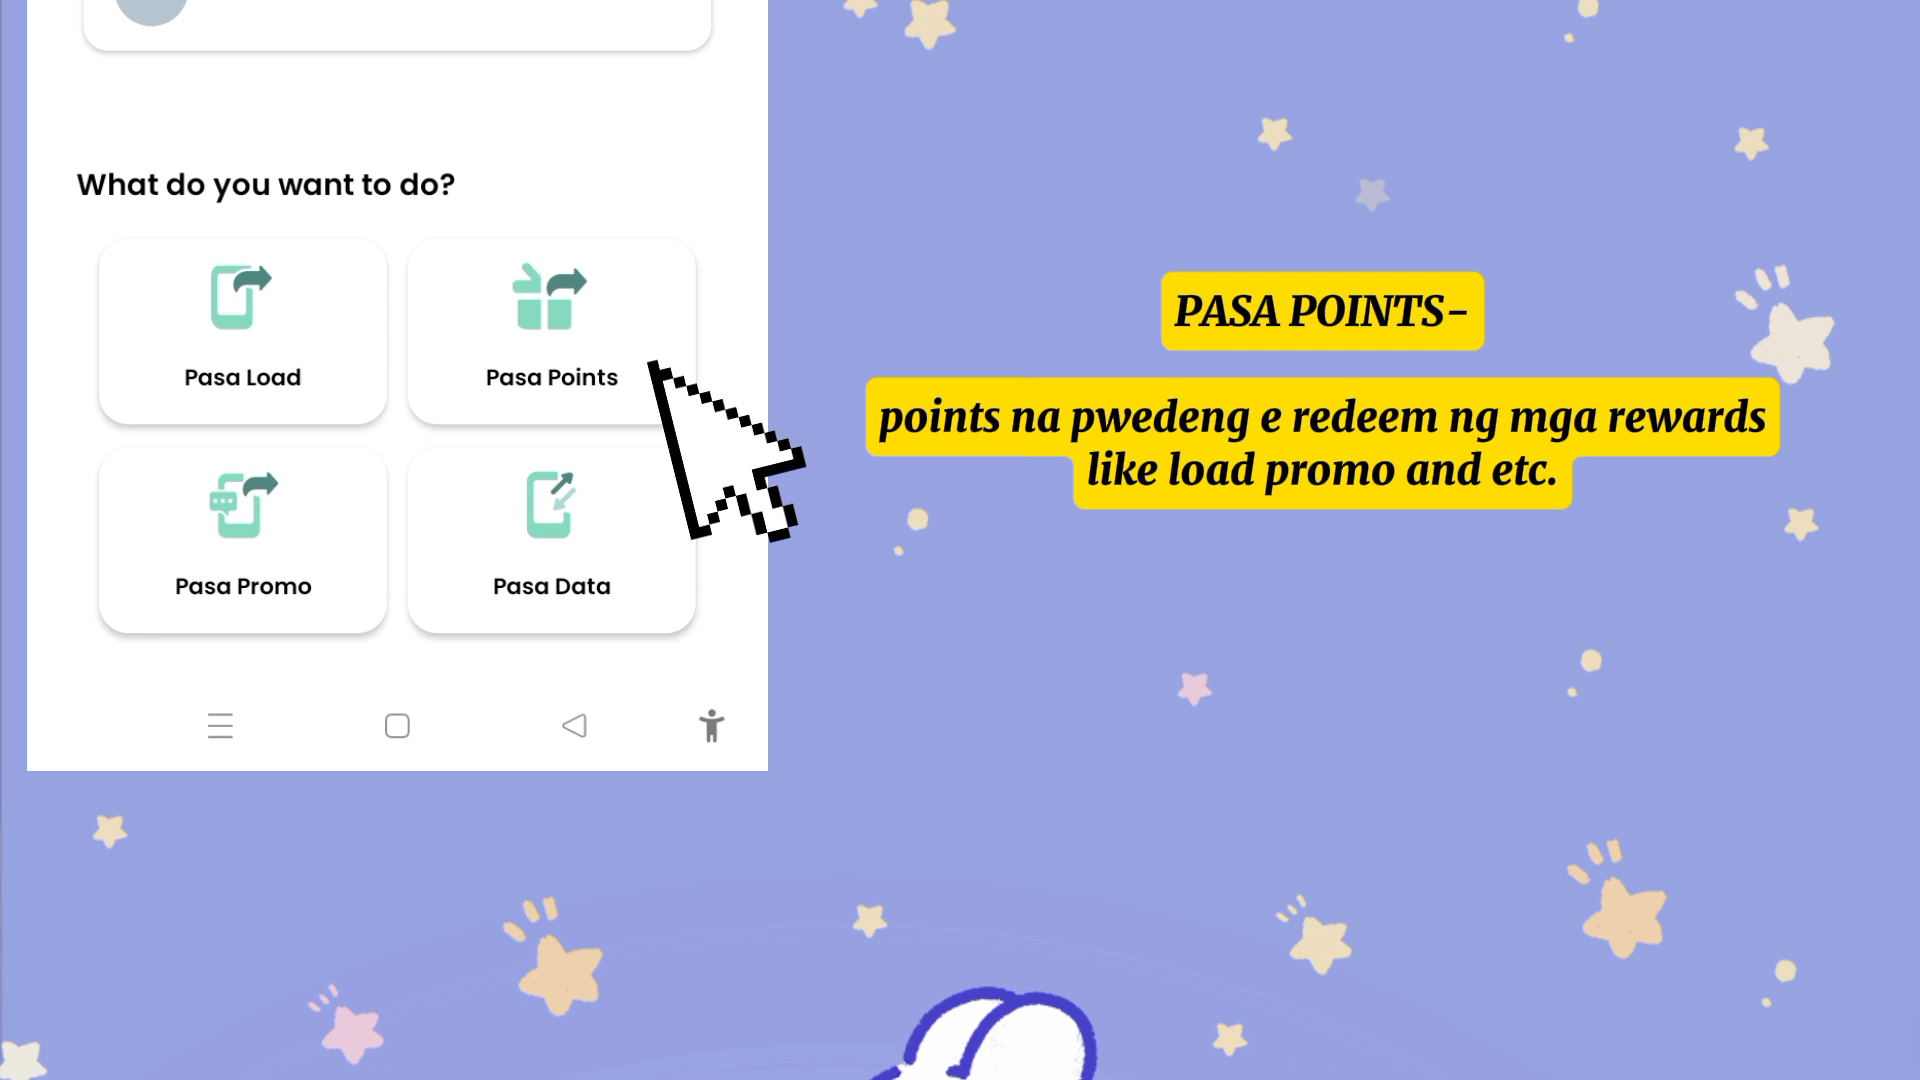 What do you want to do?
Pasa Load
Pasa Points
Pasa Promo
Pasa Data
PASA POINTS-
points na pwedeng e redeem ng mga rewards
like load promo and etc.